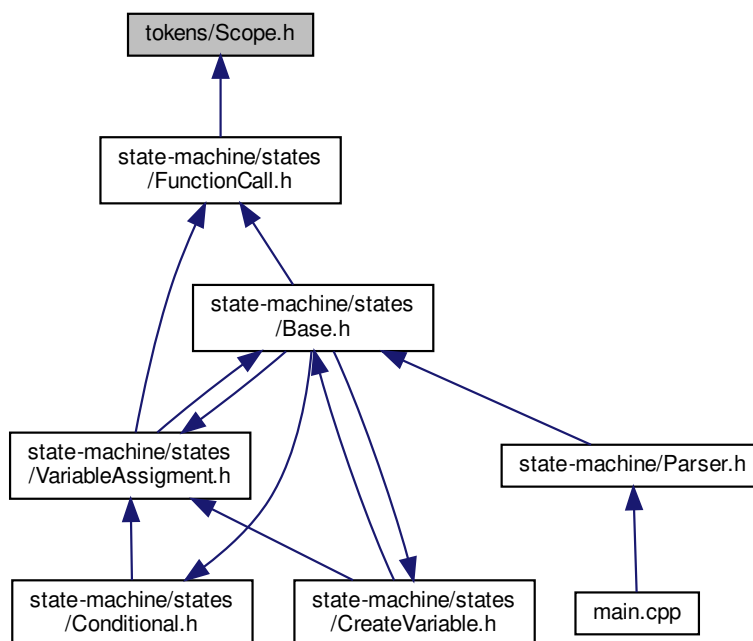 tokens/Scope.h
state-machine/states
/FunctionCall.h
state-machine/states
/Base.h
state-machine/states
/VariableAssigment.h
state-machine/Parser.h
state-machine/states
/Conditional.h
state-machine/states
/CreateVariable.h
main.cpp